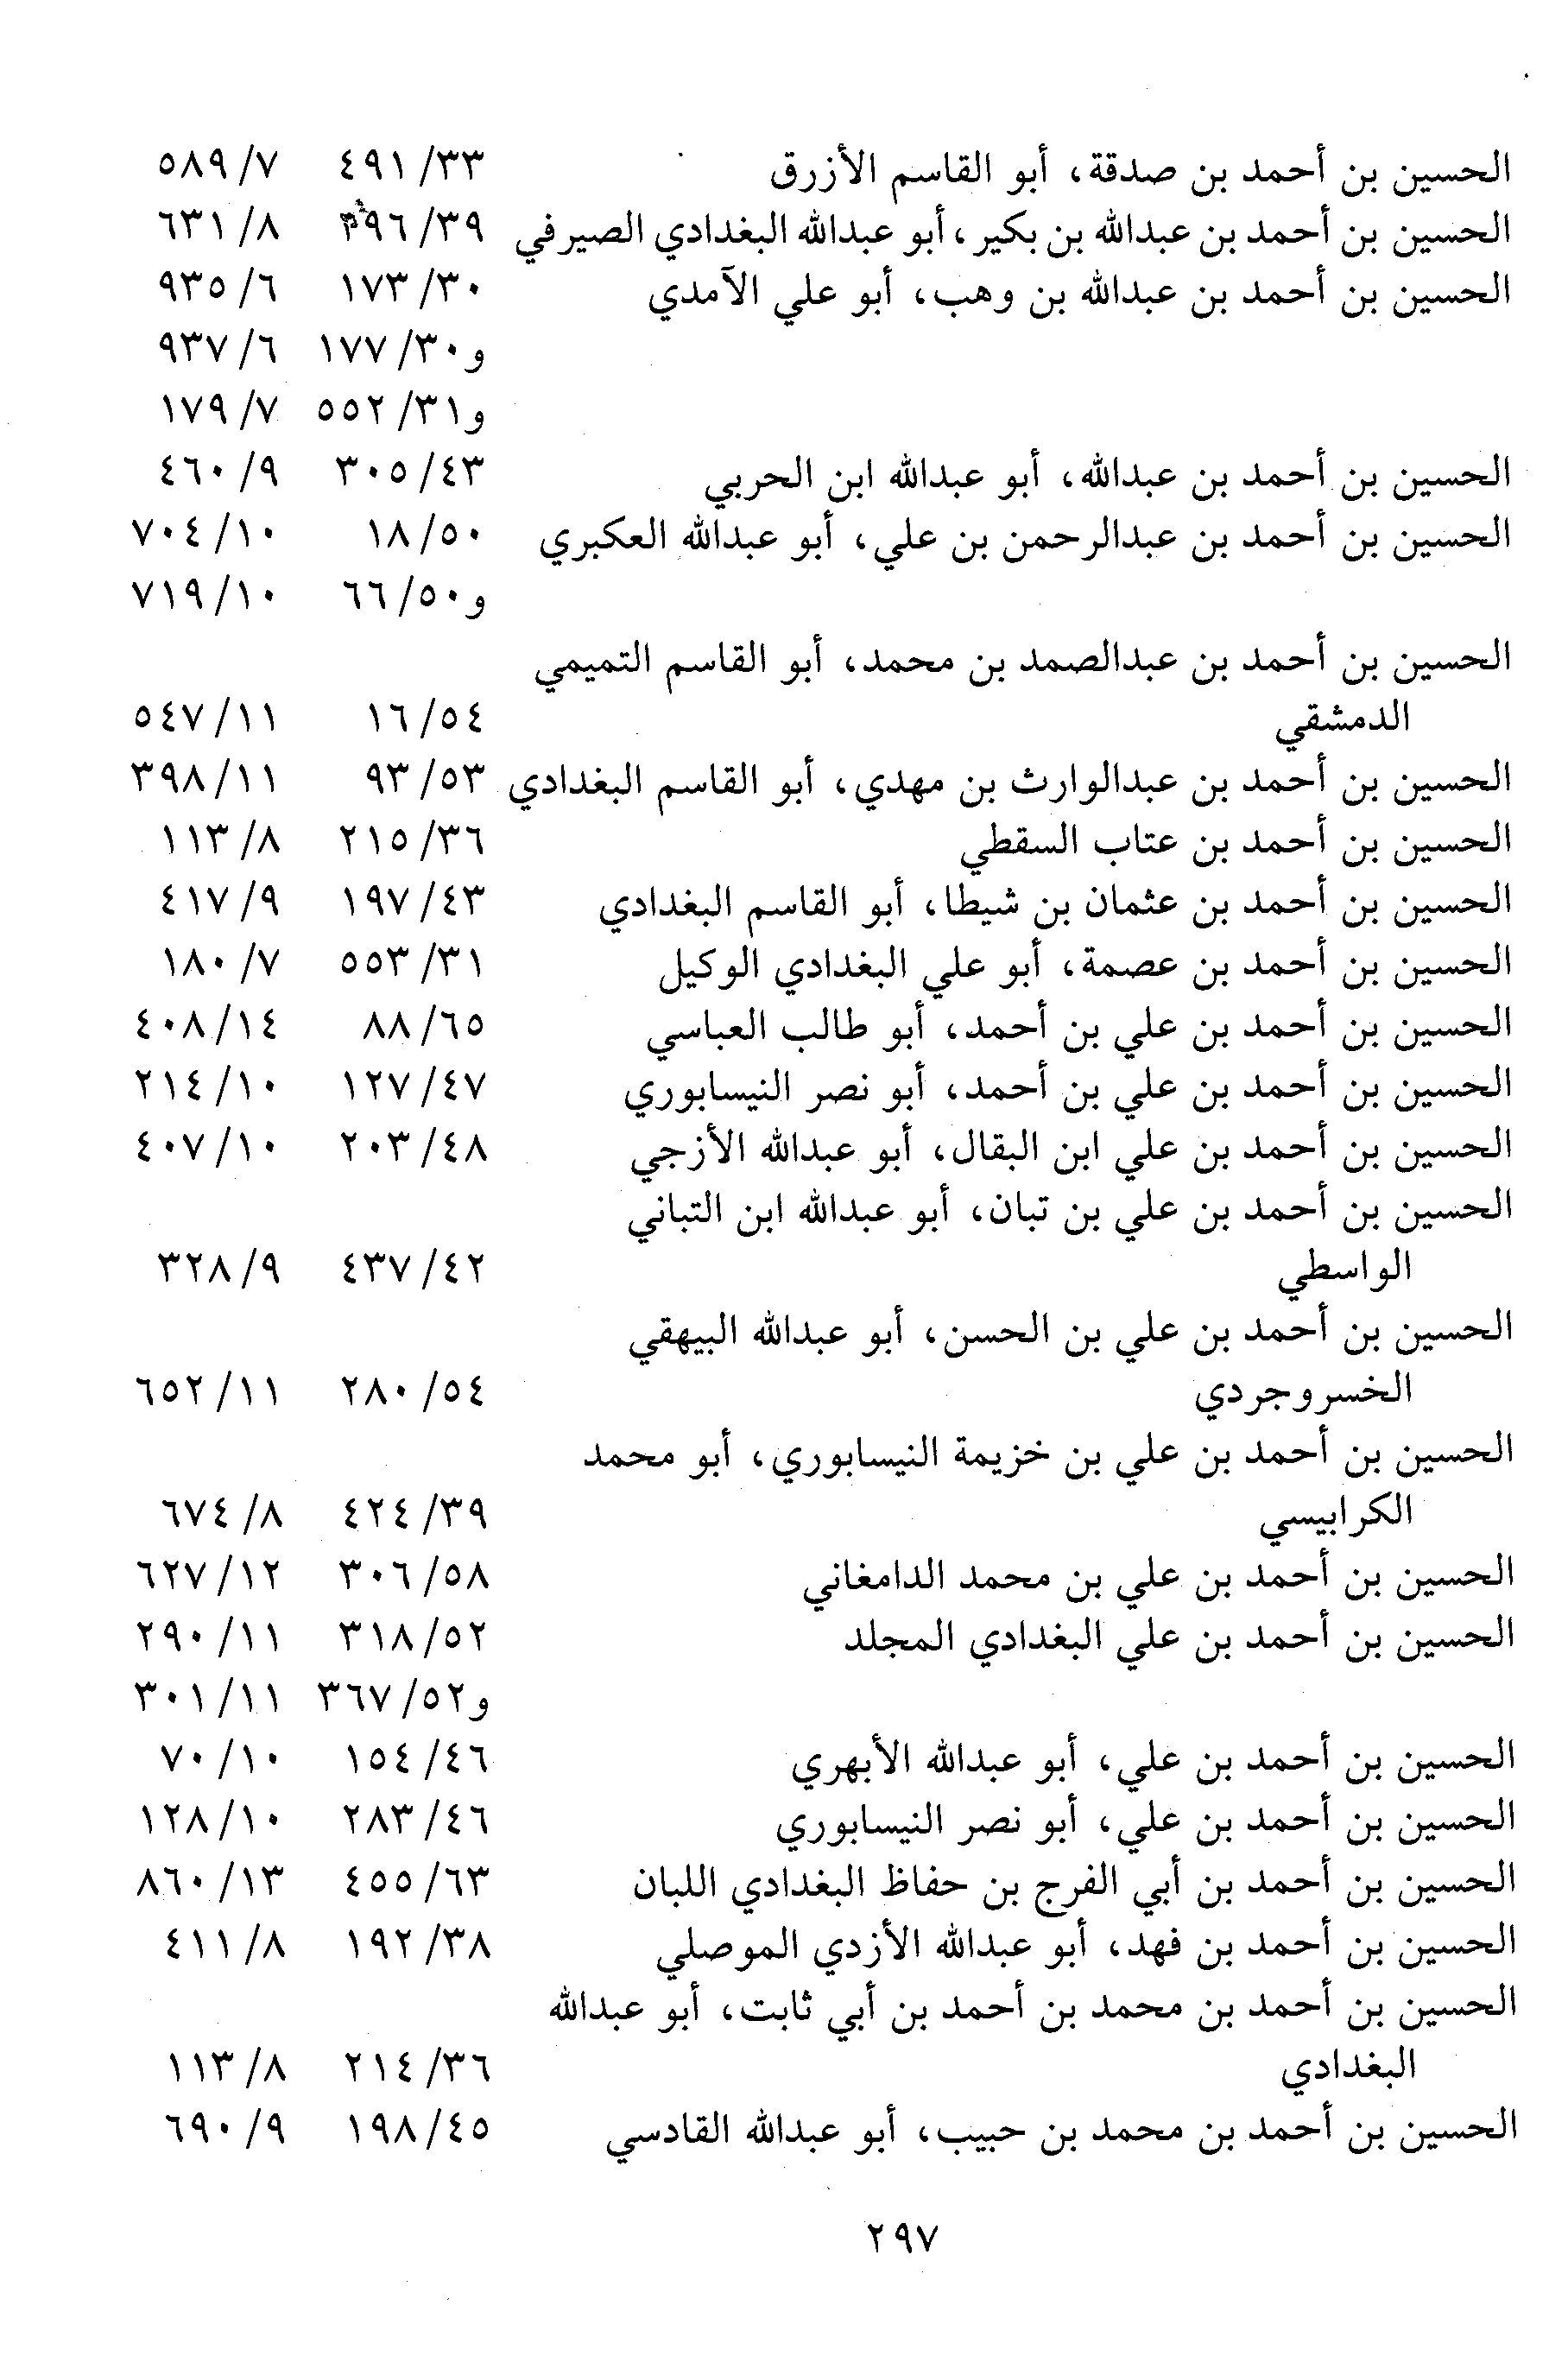 الحسين بن أحمد بن صدقة، أبو القاسم الأزرق ٣٣/ ٤٩١ ٧/ ٥٨٩
الحسين بن أحمد بن عبدالله بن بكير، أبو عبدالله البغدادي الصيرفي ٣٩/ ٣٩٦ ٨/ ٦٣١
الحسين بن أحمد بن عبدالله بن وهب، أبو علي الآمدي ٣٠/ ١٧٣ ٦/ ٩٣٥
و٣٠/ ١٧٧ ٦/ ٩٣٧
و٣١/ ٥٥٢ ٧/ ١٧٩
الحسين بن أحمد بن عبدالله، أبو عبدالله ابن الحربي ٤٣/ ٣٠٥ ٩/ ٤٦٠
الحسين بن أحمد بن عبدالرحمن بن علي، أبو عبدالله العكبري ٥٠/ ١٨ ١٠/ ٧٠٤
و٥٠/ ٦٦ ١٠/ ٧١٩
الحسين بن أحمد بن عبدالصمد بن محمد، أبو القاسم التميمي
الدمشقي ٥٤/ ١٦ ١١/ ٥٤٧
الحسين بن أحمد بن عبدالوارث بن مهدي، أبو القاسم البغدادي ٥٣/ ٩٣ ١١/ ٣٩٨
الحسين بن أحمد بن عتاب السقطي ٣٦/ ٢١٥ ٨/ ١١٣
الحسين بن أحمد بن عثمان بن شيطا، أبو القاسم البغدادي ٤٣/ ١٩٧ ٩/ ٤١٧
الحسين بن أحمد بن عصمة، أبو علي البغدادي الوكيل ٣١/ ٥٥٣ ٧/ ١٨٠
الحسين بن أحمد بن علي بن أحمد، أبو طالب العباسي ٦٥/ ٨٨ ١٤/ ٤٠٨
الحسين بن أحمد بن علي بن أحمد، أبو نصر النيسابوري ٤٧/ ١٢٧ ١٠/ ٢١٤
الحسين بن أحمد بن علي ابن البقال، أبو عبدالله الأزجي ٤٨/ ٢٠٣ ١٠/ ٤٠٧
الحسين بن أحمد بن علي بن تبان، أبو عبدالله ابن التباني
الواسطي ٤٢/ ٤٣٧ ٩/ ٣٢٨
الحسين بن أحمد بن علي بن الحسن، أبو عبدالله البيهقي
الخسروجردي ٥٤/ ٢٨٠ ١١/ ٦٥٢
الحسين بن أحمد بن علي بن خزيمة النيسابوري، أبو محمد
الكرابيسي ٣٩/ ٤٢٤ ٨/ ٦٧٤
الحسين بن أحمد بن علي بن محمد الدامغاني ٥٨/ ٣٠٦ ١٢/ ٦٢٧
الحسين بن أحمد بن علي البغدادي المجلد ٥٢/ ٣١٨ ١١/ ٢٩٠
و٥٢/ ٣٦٧ ١١/ ٣٠١
الحسين بن أحمد بن علي، أبو عبدالله الأبهري ٤٦/ ١٥٤ ١٠/ ٧٠
الحسين بن أحمد بن علي، أبو نصر النيسابوري ٤٦/ ٢٨٣ ١٠/ ١٢٨
الحسين بن أحمد بن أبي الفرج بن حفاظ البغدادي اللبان ٦٣/ ٤٥٥ ١٣/ ٨٦٠
الحسين بن أحمد بن فهد، أبو عبدالله الأزدي الموصلي ٣٨/ ١٩٢ ٨/ ٤١١
الحسين بن أحمد بن محمد بن أحمد بن أبي ثابت، أبو عبدالله
البغدادي ٣٦/ ٢١٤ ٨/ ١١٣
الحسين بن أحمد بن محمد بن حبيب، أبو عبدالله القادسي ٤٥/ ١٩٨ ٩/ ٦٩٠
٢٩٧